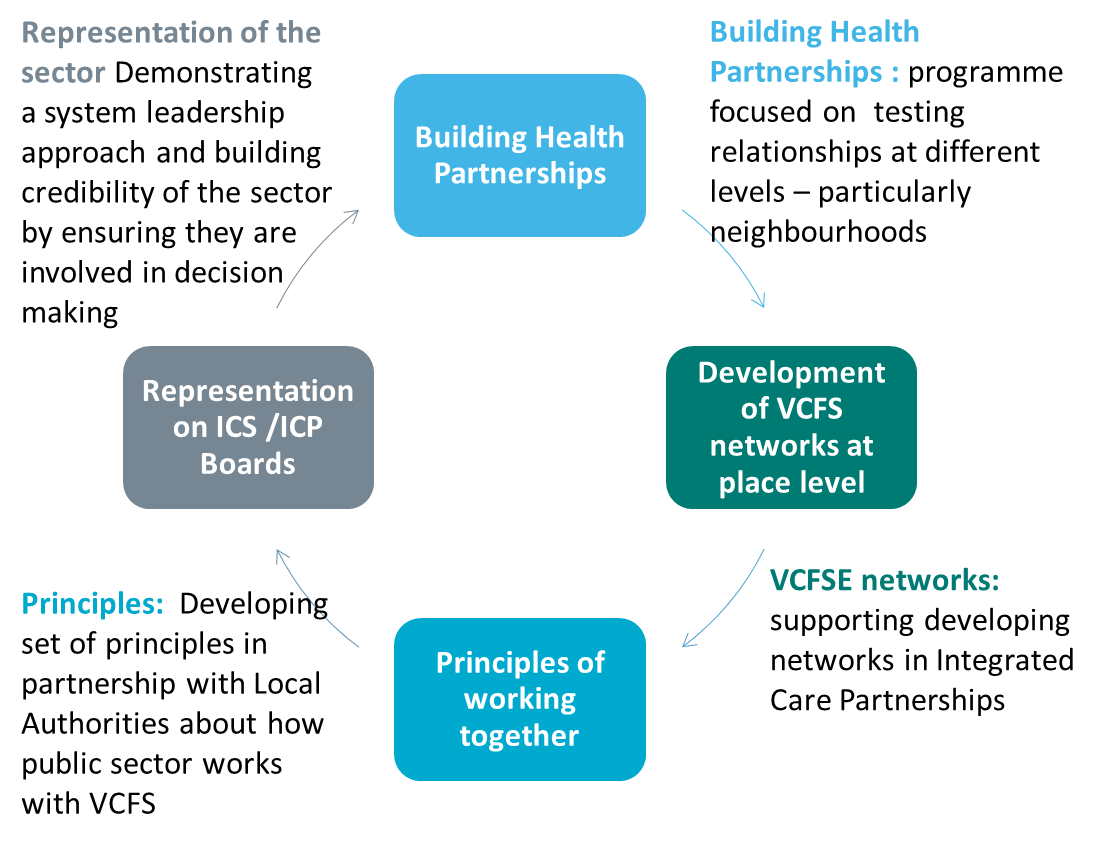 Representation of the
sector Demonstrating
a system leadership
approach and building
credibility of the sector
by ensuring they are
involved in decision
making
Building Health
Partnerships
Building Health
Partnerships : programme
focused on testing
relationships at different
levels – particularly
neighbourhoods
Representation
on ICS /ICP
Boards
Development
of VCFS
networks at
place level
Principles: Developing
set of principles in
partnership with Local
Authorities about how
public sector works
with VCFS
Principles of
working
together
VCFSE networks:
supporting developing
networks in Integrated
Care Partnerships